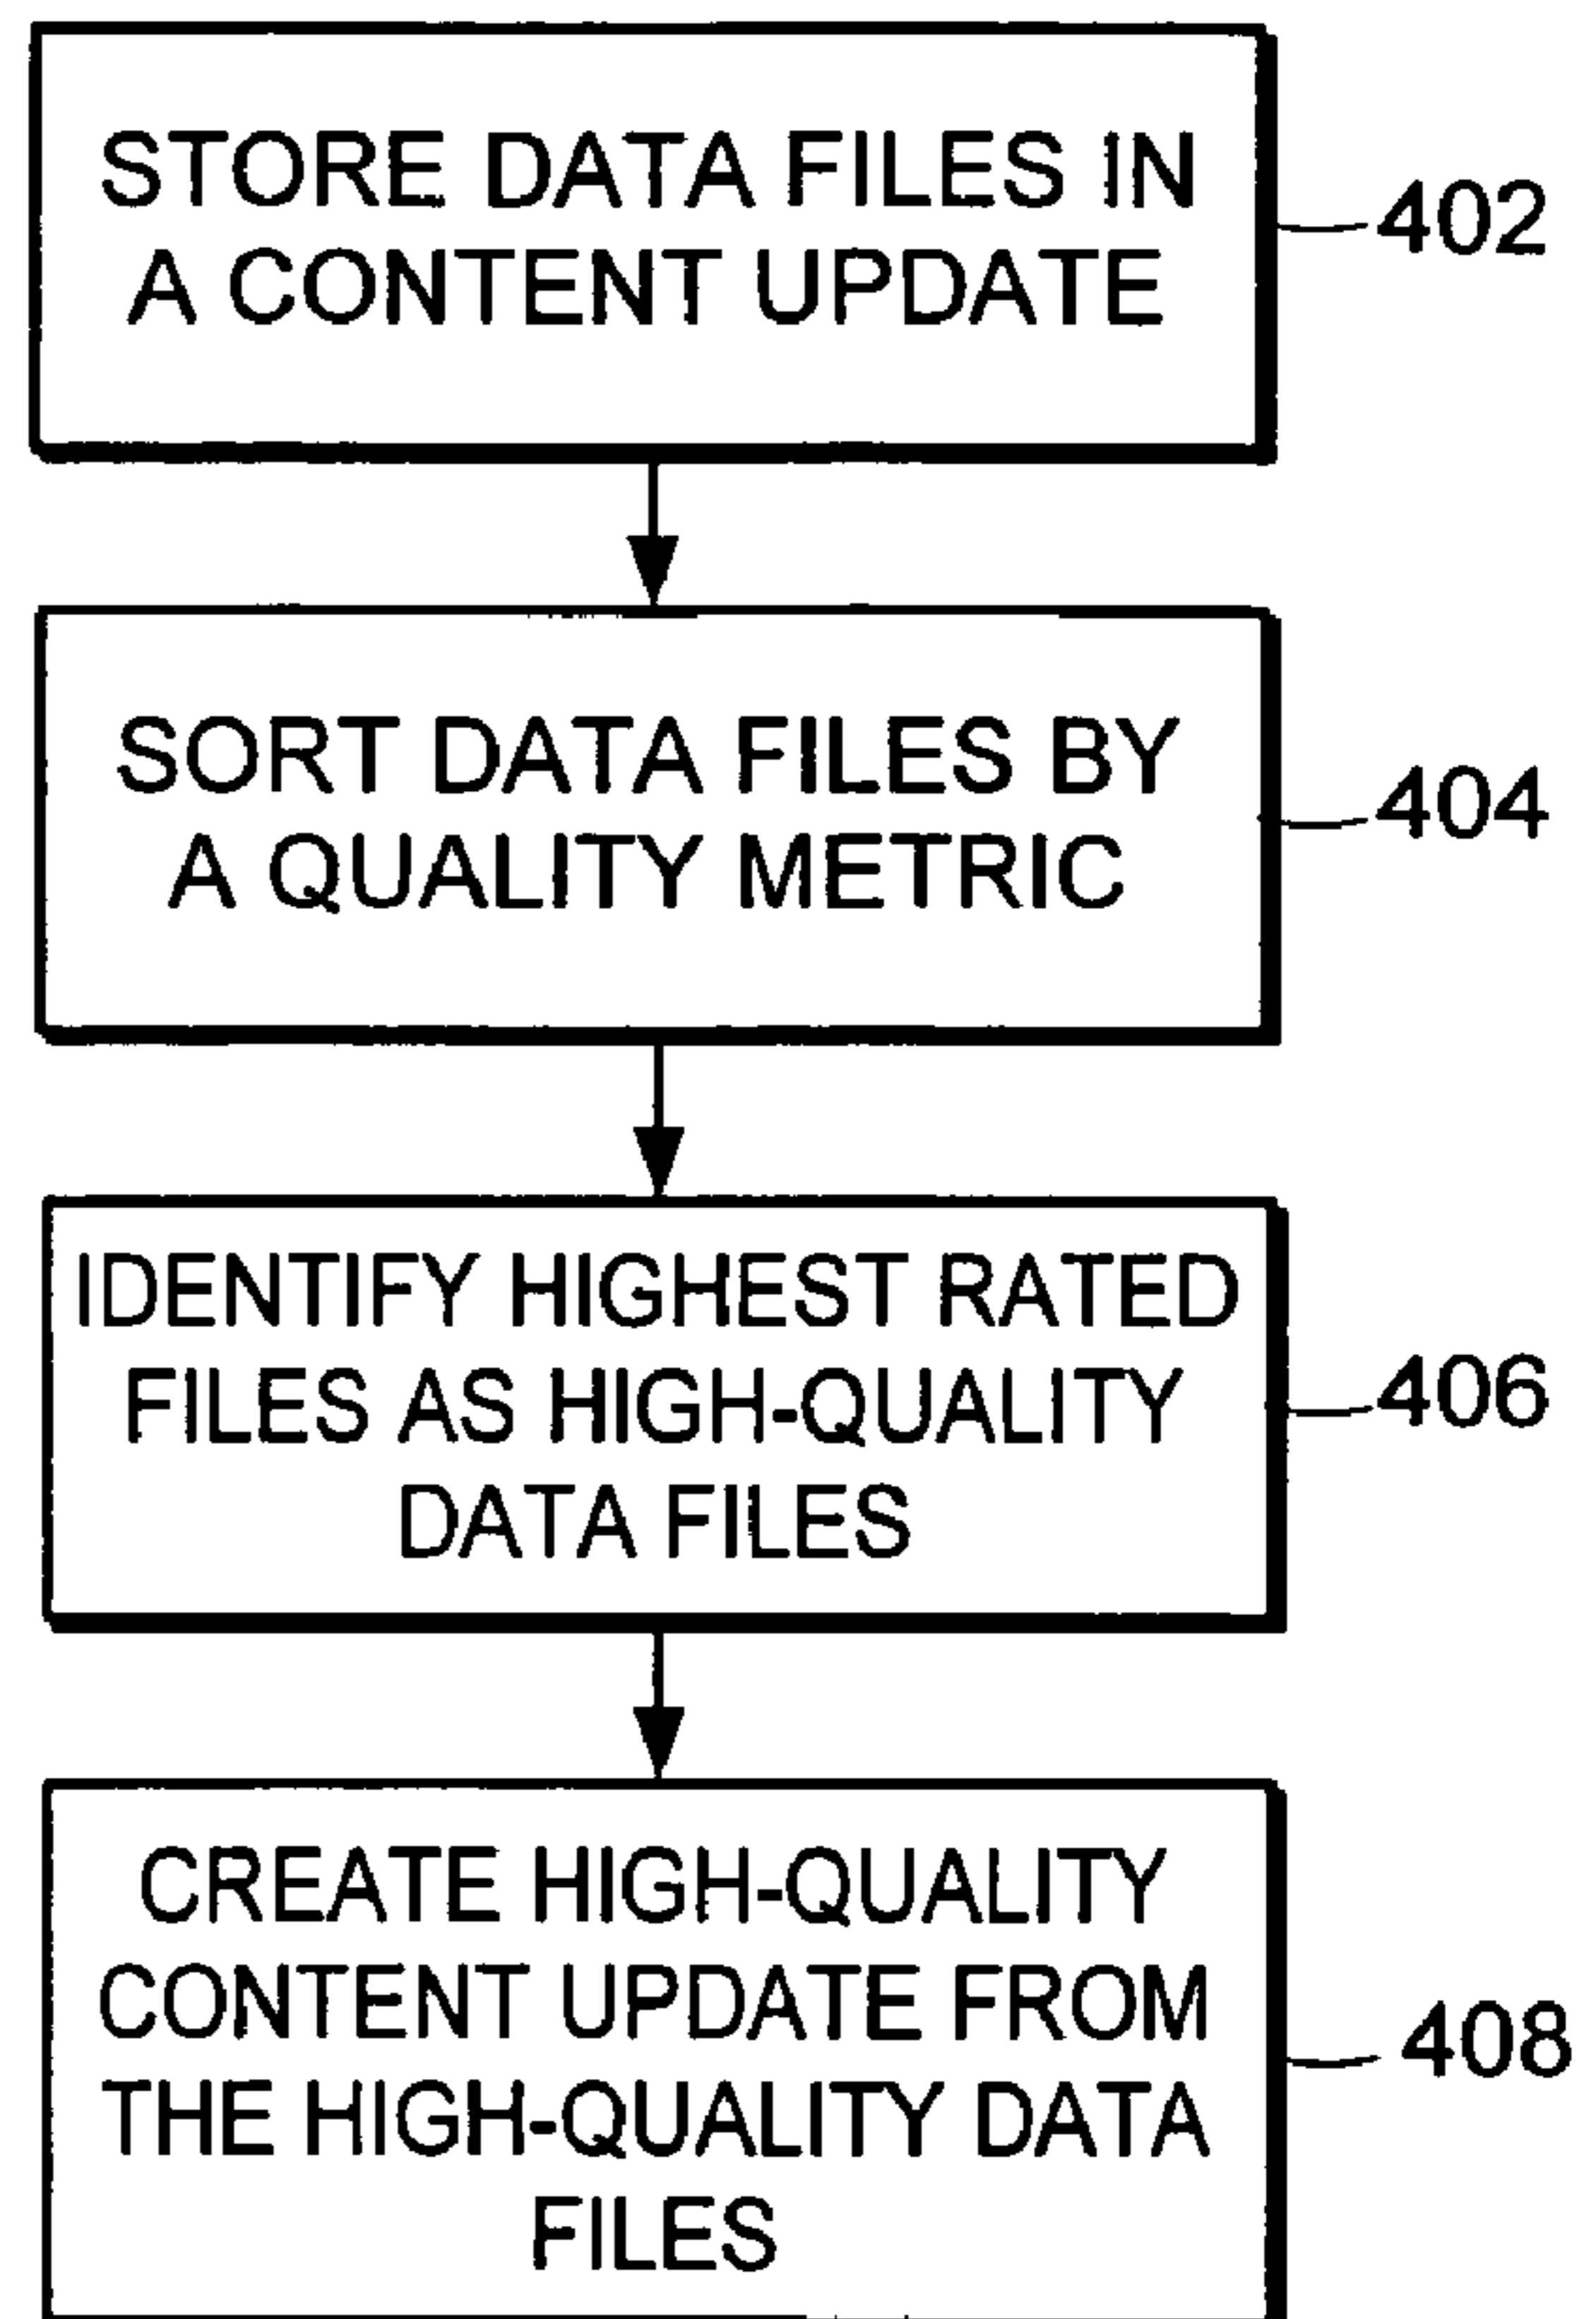 STORE DATA FILES IN
A CONTENT UPDATE
402
SORT DATA FILES BY
A QUALITY METRIC
404
IDENTIFY HIGHEST RATED
FILES AS HIGH-QUALITY
DATA FILES
406
CREATE HIGH-QUALITY
CONTENT UPDATE FROM
THE HIGH-QUALITY DATA
FILES
408